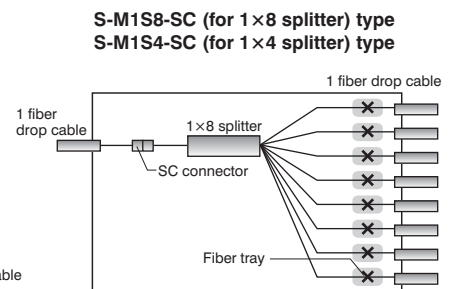 S-M1S8-SC (for 1×8 splitter) type
S-M1S4-SC (for 1×4 splitter) type
1 fiber drop cable
1 fiber
drop cable
1×8 splitter
SC connector
Fiber tray